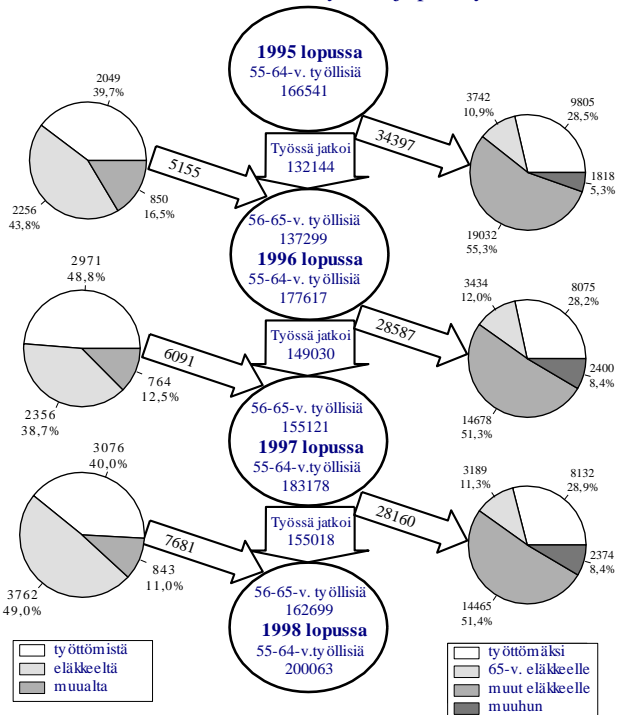 1995 lopussa
55-64-v. työllisiä
166541
2049
39,7%
2256
43,8%
850
16,5%
5155
Työssä jatkoi
132144
34397
3742
10,9%
9805
28,5%
1818
5,3%
19032
55,3%
56-65-v. työllisiä
137299
1996 lopussa
55-64-v. työllisiä
177617
2971
48,8%
2356
38,7%
764
12,5%
6091
Työssä jatkoi
149030
28587
3434
12,0%
8075
28,2%
2400
8,4%
14678
51,3%
56-65-v. työllisiä
155121
1997 lopussa
55-64-v.työllisiä
183178
3076
40,0%
3762
49,0%
843
11,0%
7681
Työssä jatkoi
155018
28160
3189
11,3%
8132
28,9%
2374
8,4%
14465
51,4%
56-65-v. työllisiä
162699
1998 lopussa
55-64-v.työllisiä
200063
työttömistä
eläkkeeltä
muualta
työttömäksi
65-v. eläkkeelle
muut eläkkeelle
muuhun